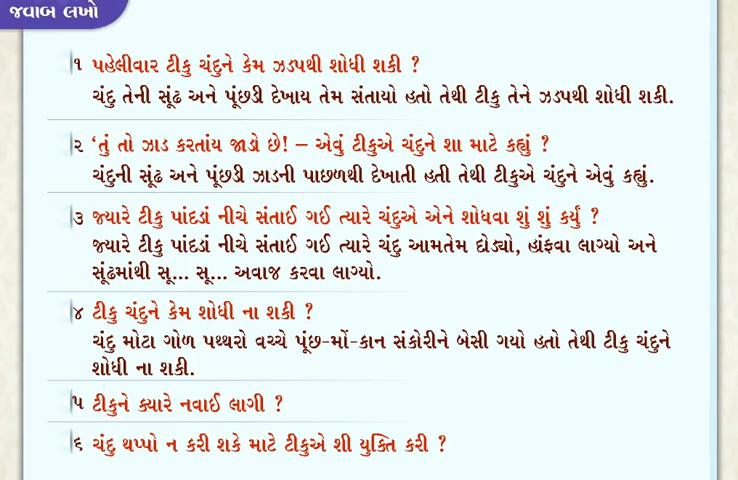 જવાબ લખો
૧ પહેલીવાર ટીકુ ચંદુને કેમ ઝડપથી શોધી શકી ?
ચંદુ તેની સૂંઢ અને પૂંછડી દેખાય તેમ સંતાયો હતો તેથી ટીકુ તેને ઝડપથી શોધી શકી.
૨ ‘તું તો ઝાડ કરતાંય જાડો છે! – એવું ટીકુએ ચંદુને શા માટે કહ્યું ?
ચંદુની સૂંઢ અને પૂંછડી ઝાડની પાછળથી દેખાતી હતી તેથી ટીકુએ ચંદુને એવું કહ્યું.
૩ જ્યારે ટીકુ પાંદડાં નીચે સંતાઈ ગઈ ત્યારે ચંદુએ એને શોધવા શું શું કર્યું ?
જ્યારે ટીકુ પાંદડાં નીચે સંતાઈ ગઈ ત્યારે ચંદુ આમતેમ દોડ્યો, હાંફવા લાગ્યો અને
સૂંઢમાંથી સૂ... સૂ... અવાજ કરવા લાગ્યો.
૪ ટીકુ ચંદુને કેમ શોધી ના શકી ?
ચંદુ મોટા ગોળ પથ્થરો વચ્ચે પૂંછ-મોં-કાન સંકોરીને બેસી ગયો હતો તેથી ટીકુ ચંદુને
શોધી ના શકી.
૫ ટીકુને ક્યારે નવાઈ લાગી ?
૬ ચંદુ થપ્પો ન કરી શકે માટે ટીકુએ શી યુક્તિ કરી ?